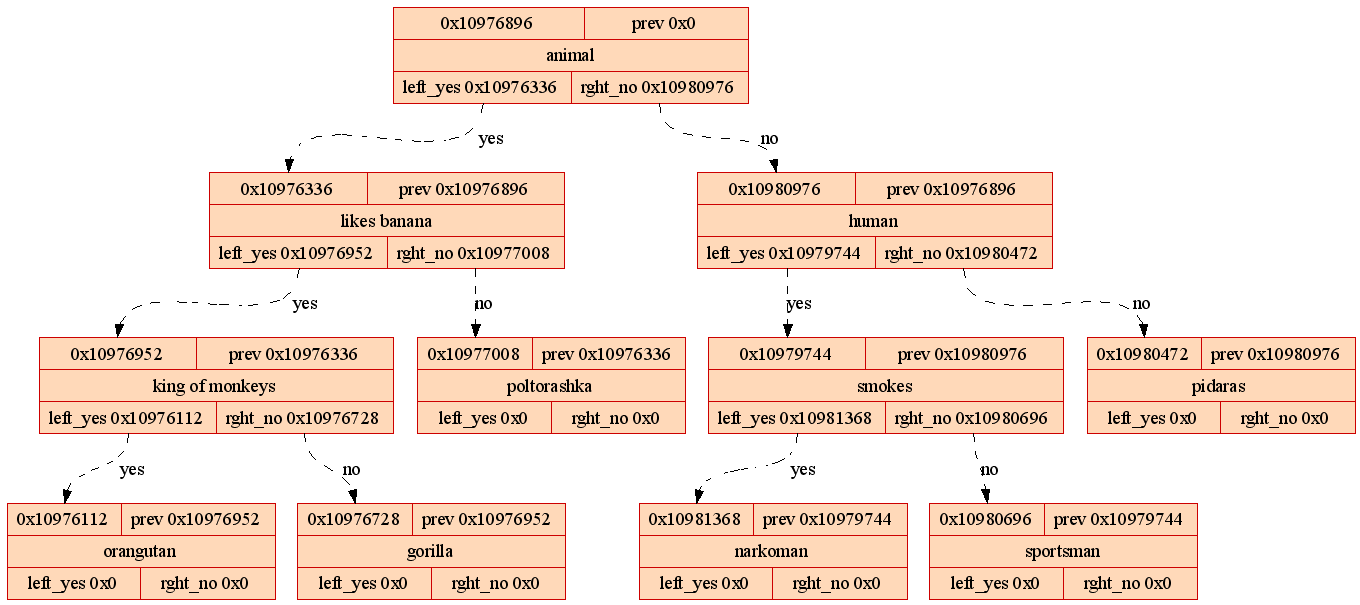 0x10976896 prev 0x0
animal
left_yes 0x10976336 rght_no 0x10980976
yes no
0x10976336 prev 0x10976896 0x10980976 prev 0x10976896
likes banana human
left_yes 0x10976952 rght_no 0x10977008 left_yes 0x10979744 rght_no 0x10980472
yes no yes no
0x10976952 prev 0x10976336 0x10977008 prev 0x10976336 0x10979744 prev 0x10980976 0x10980472 prev 0x10980976
king of monkeys poltorashka smokes pidaras
left_yes 0x10976112 rght_no 0x10976728 left_yes 0x0 rght_no 0x0 left_yes 0x10981368 rght_no 0x10980696 left_yes 0x0 rght_no 0x0
yes no yes no
0x10976112 prev 0x10976952 0x10976728 prev 0x10976952 0x10981368 prev 0x10979744 0x10980696 prev 0x10979744
orangutan gorilla narkoman sportsman
left_yes 0x0 rght_no 0x0 left_yes 0x0 rght_no 0x0 left_yes 0x0 rght_no 0x0 left_yes 0x0 rght_no 0x0